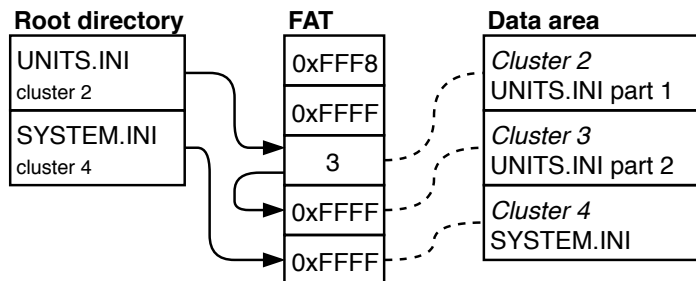 Root directory
UNITS.INI
cluster 2
SYSTEM.INI
cluster 4
FAT
0xFFF8
0xFFFF
3
0xFFFF
0xFFFF
Data area
Cluster 2
UNITS.INI part 1
Cluster 3
UNITS.INI part 2
Cluster 4
SYSTEM.INI